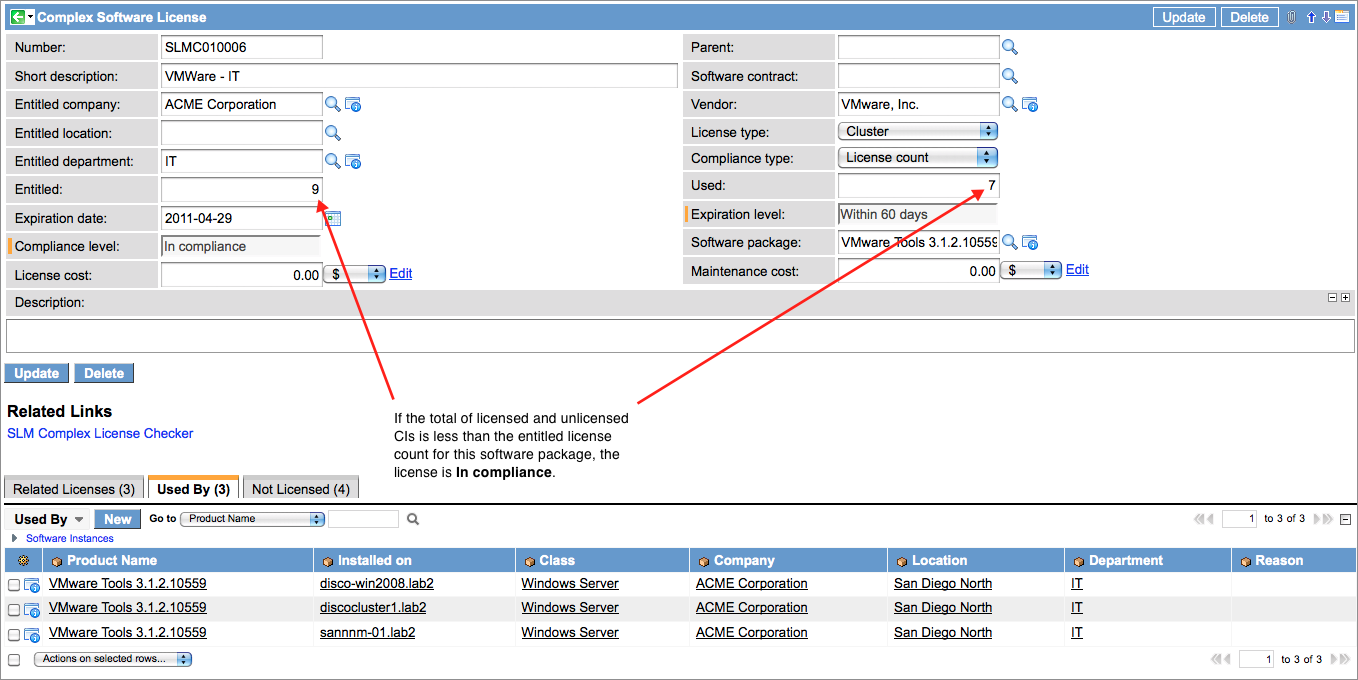 Complex Software License Update Delete
Number: SLMC010006 Parent:
Short description: VMWare - IT Software contract:
Entitled company: ACME Corporation Vendor: VMware, Inc.
Entitled location: License type: Cluster
Entitled department: IT Compliance type: License count
Entitled: 9 Used: 7
Expiration date: 2011-04-29 Expiration level: Within 60 days
Compliance level: In compliance Software package: VMware Tools 3.1.2.10559
License cost: 0.00 $ Edit Maintenance cost: 0.00 $ Edit
Description:
Update Delete
Related Links
SLM Complex License Checker
If the total of licensed and unlicensed
CIs is less than the entitled license
count for this software package, the
license is In compliance.
Related Licenses (3) Used By (3) Not Licensed (4)
Used By New Go to Product Name 1 to 3 of 3
Software Instances
Product Name Installed on Class Company Location Department Reason
VMware Tools 3.1.2.10559 disco-win2008.lab2 Windows Server ACME Corporation San Diego North IT
VMware Tools 3.1.2.10559 discocluster1.lab2 Windows Server ACME Corporation San Diego North IT
VMware Tools 3.1.2.10559 sannnm-01.lab2 Windows Server ACME Corporation San Diego North IT
Actions on selected rows... 1 to 3 of 3